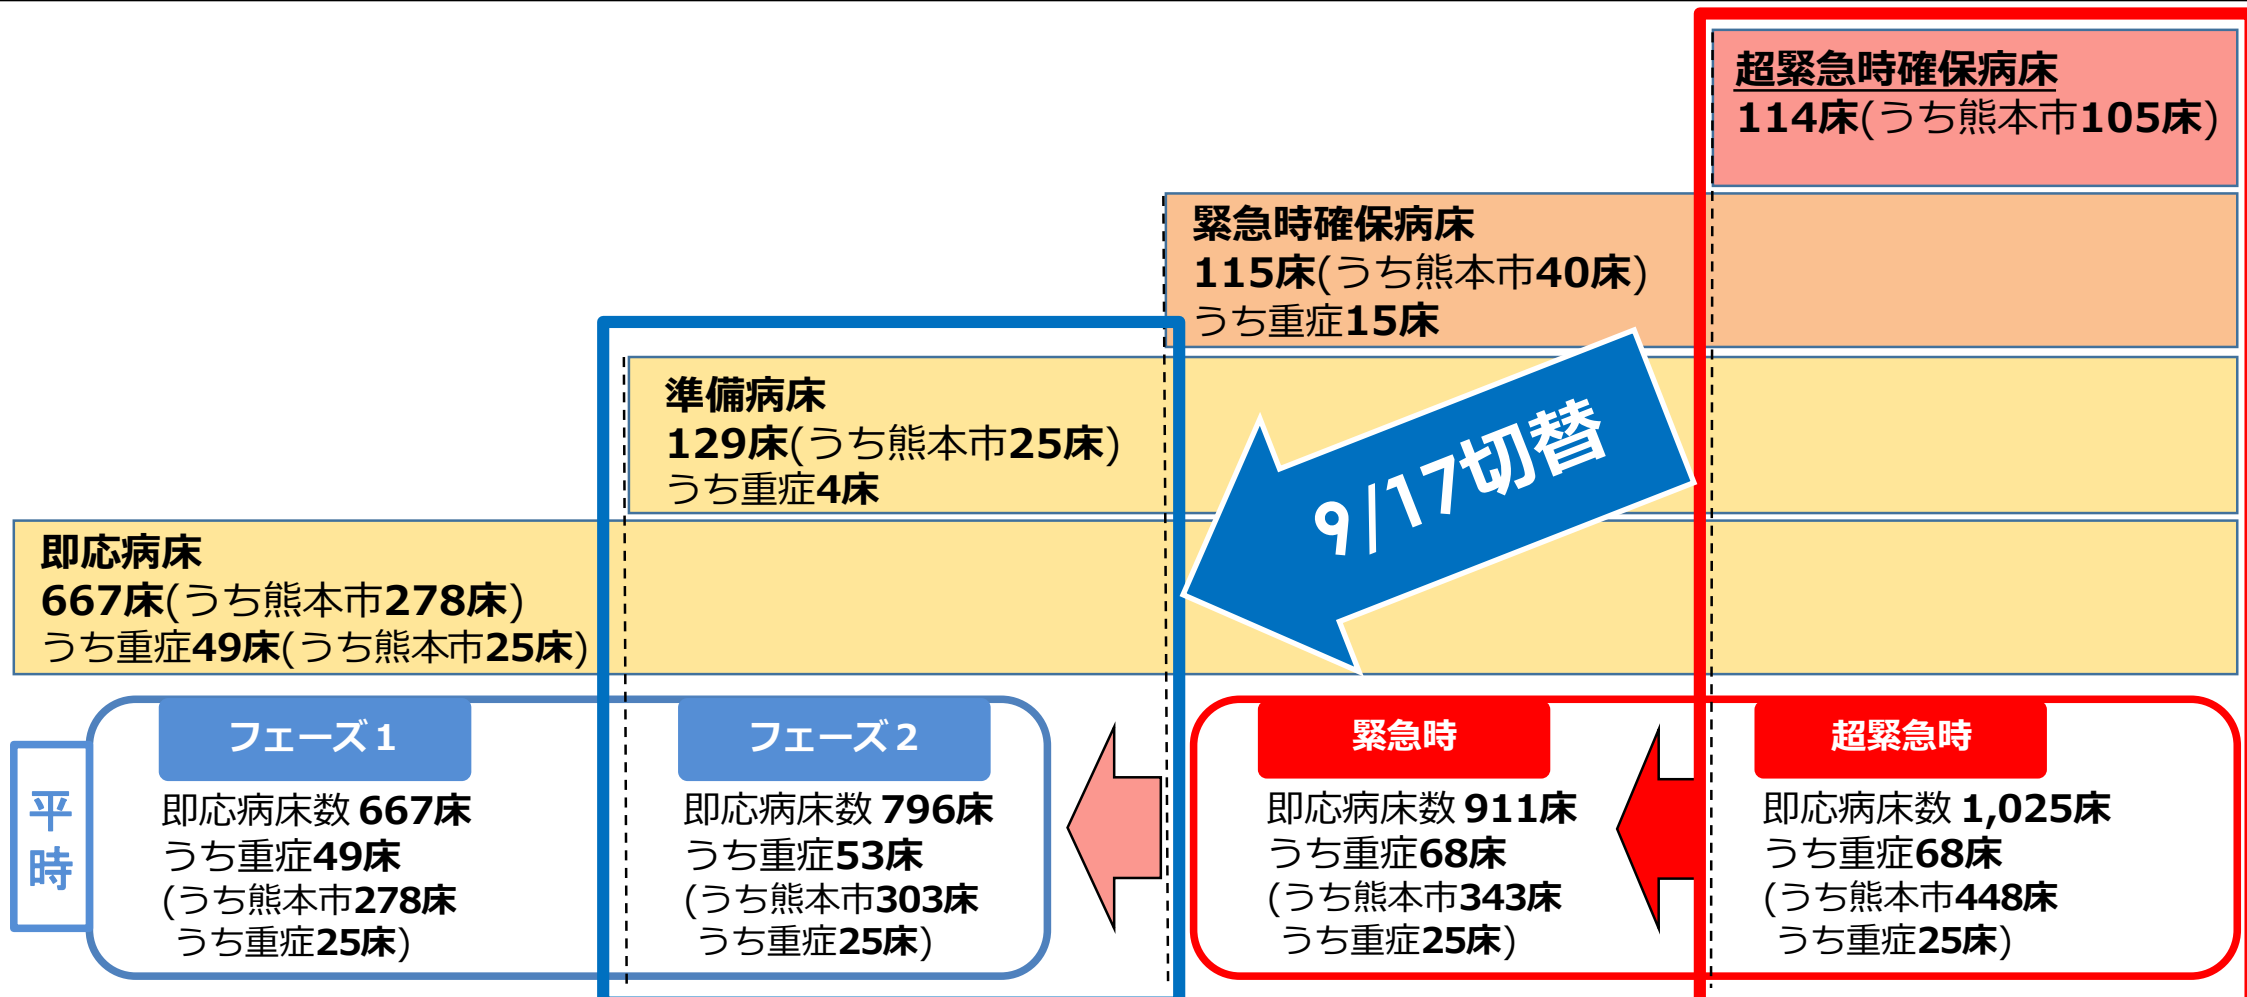 超緊急時確保病床
114床(うち熊本市105床)
緊急時確保病床
115床(うち熊本市40床)
うち重症15床
準備病床
129床(うち熊本市25床)
うち重症4床
9/17切替
即応病床
667床(うち熊本市278床)
うち重症49床(うち熊本市25床)
平時
フェーズ1
即応病床数 667床
うち重症49床
(うち熊本市278床
うち重症25床)
フェーズ2
即応病床数 796床
うち重症53床
(うち熊本市303床
うち重症25床)
緊急時
即応病床数 911床
うち重症68床
(うち熊本市343床
うち重症25床)
超緊急時
即応病床数 1,025床
うち重症68床
(うち熊本市448床
うち重症25床)